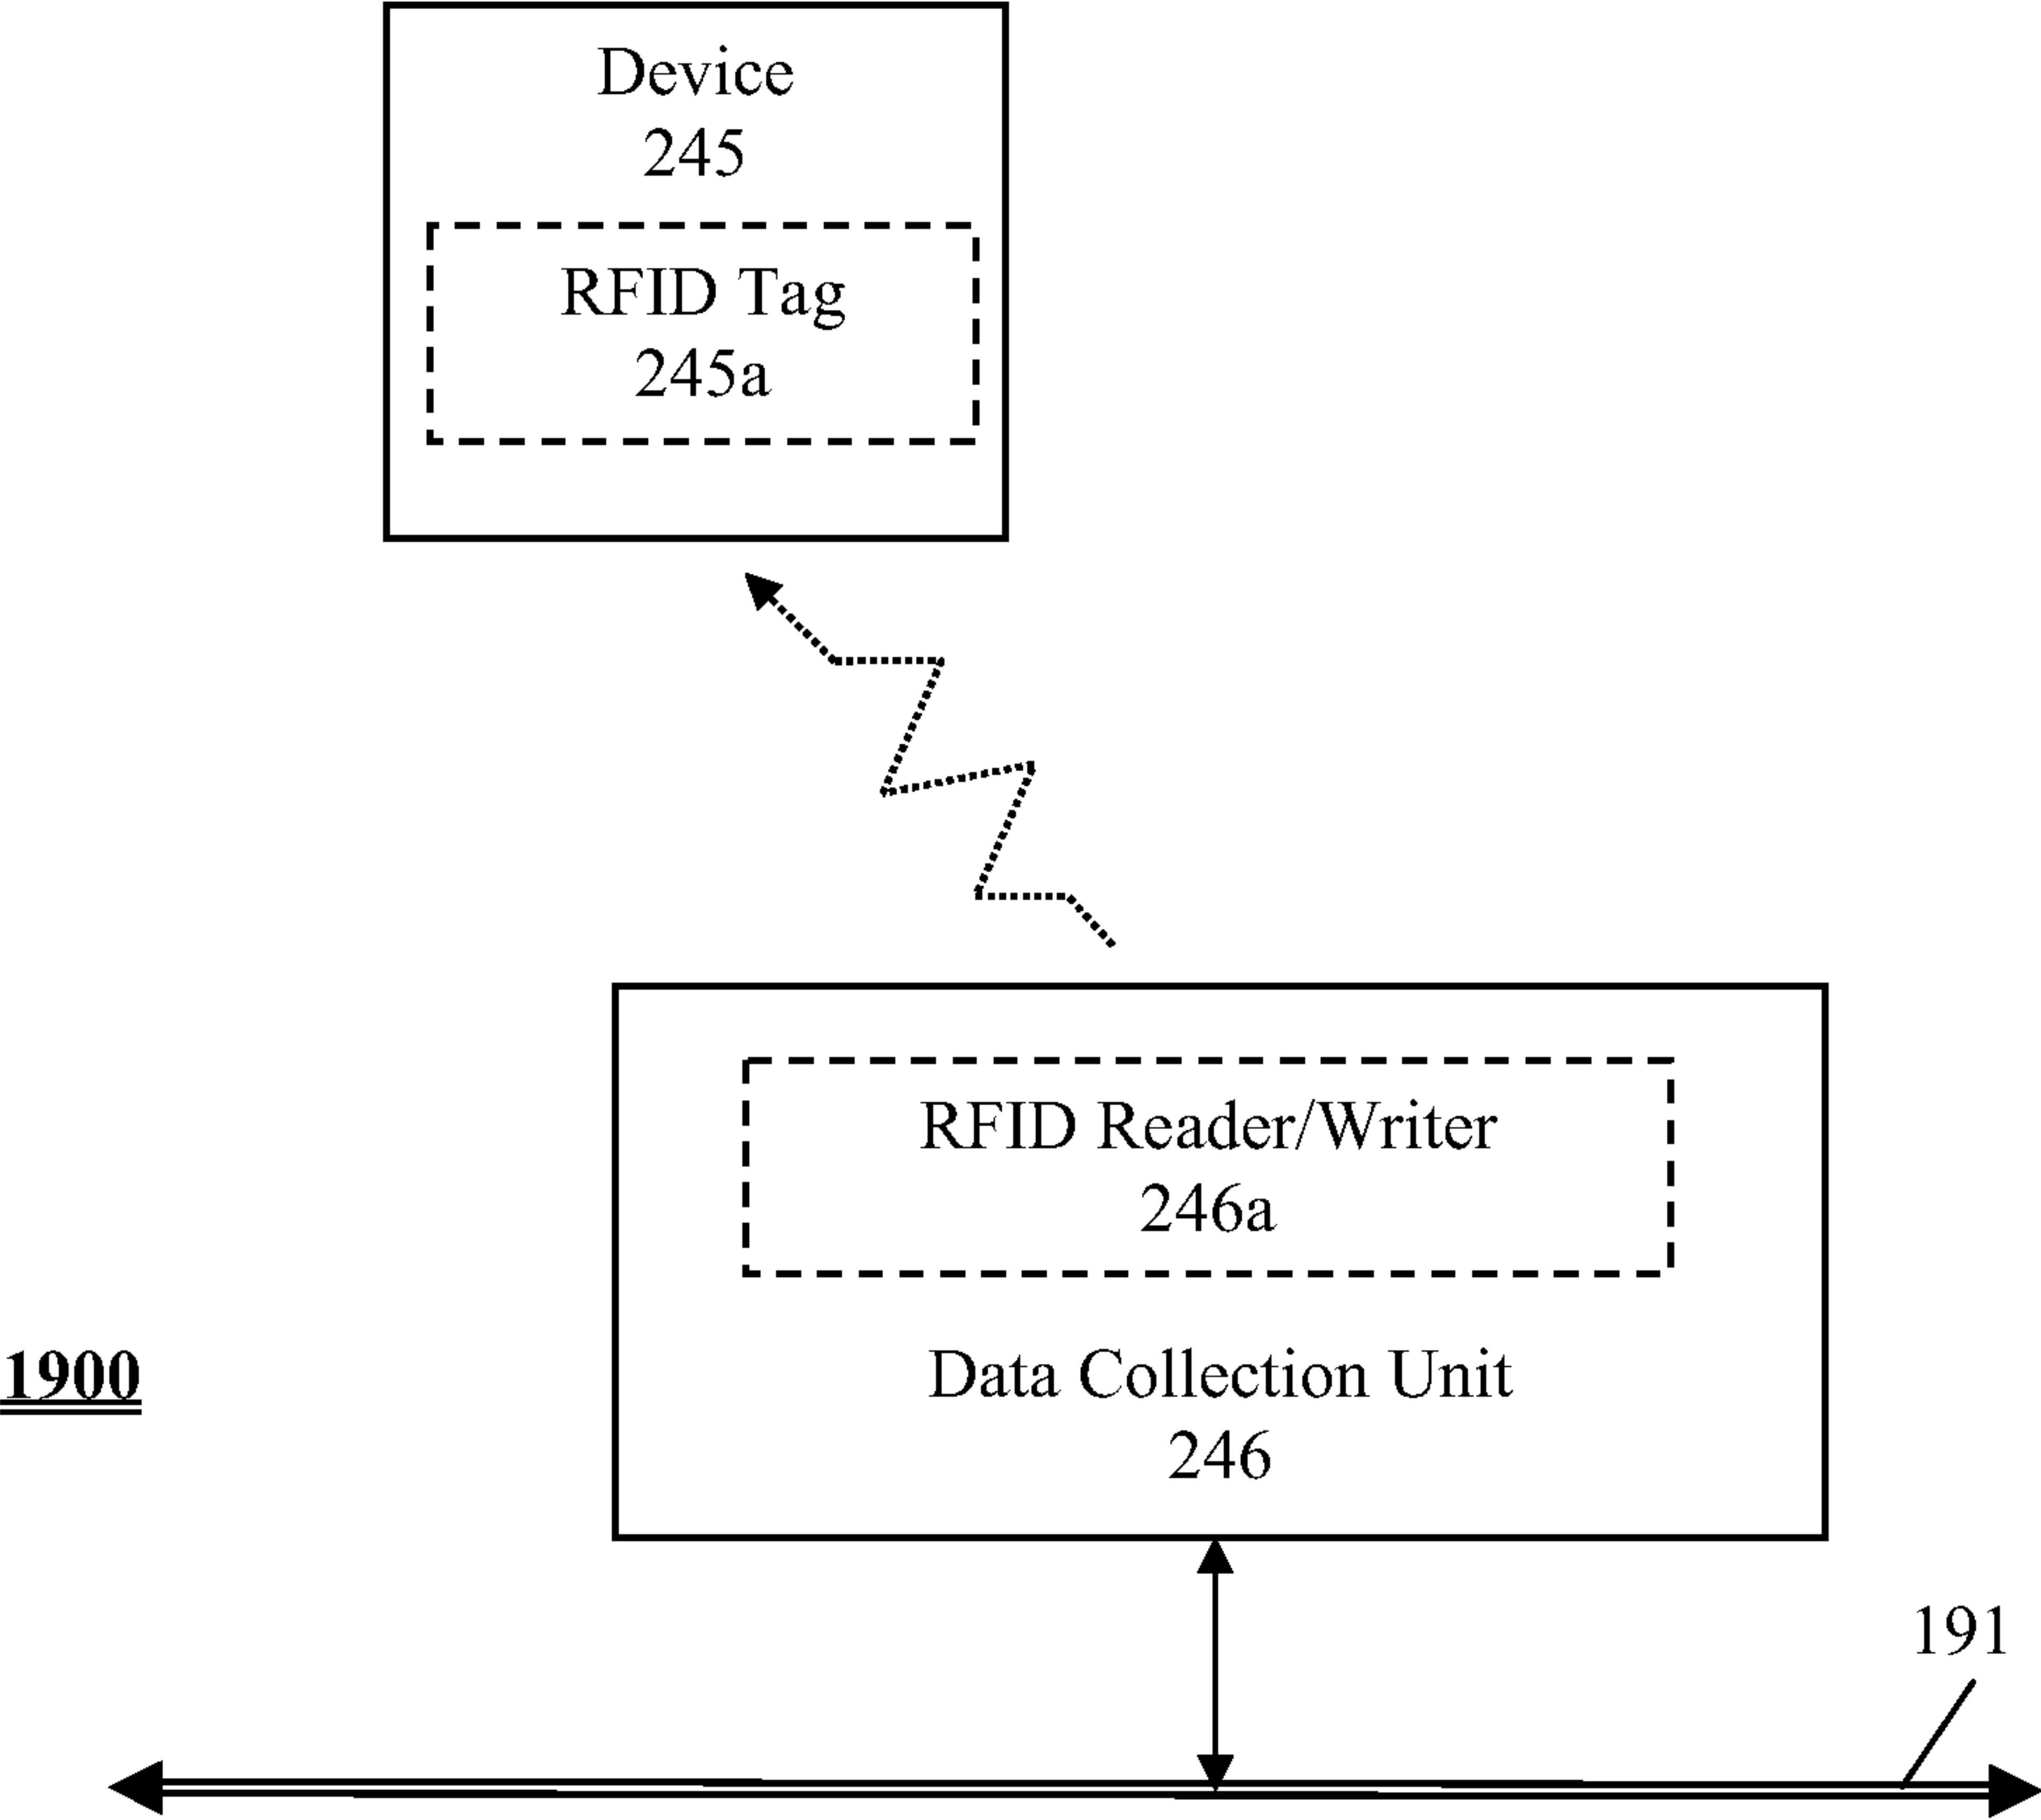 Device
245
RFID Tag
245a
RFID Reader/Writer
246a
Data Collection Unit
246
1900
191